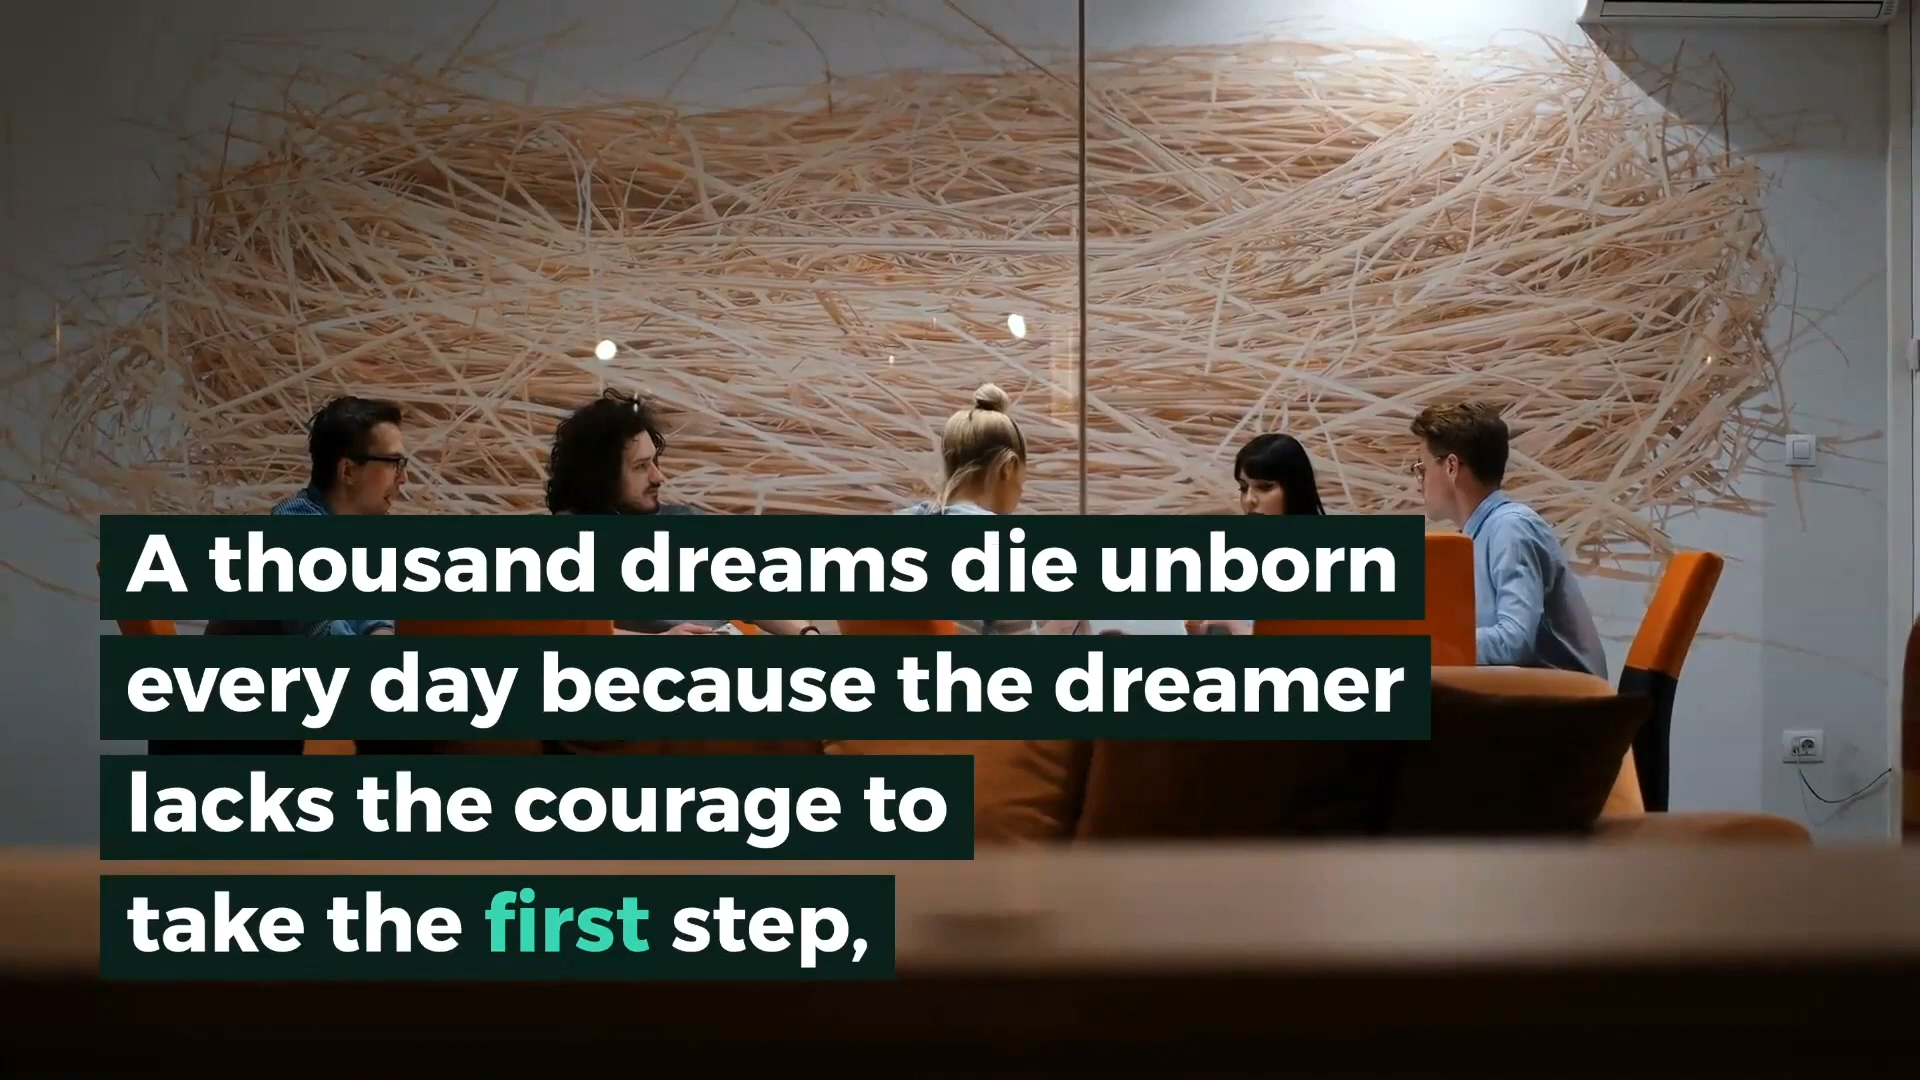 A thousand dreams die unborn
every day because the dreamer
lacks the courage to
take the first step,